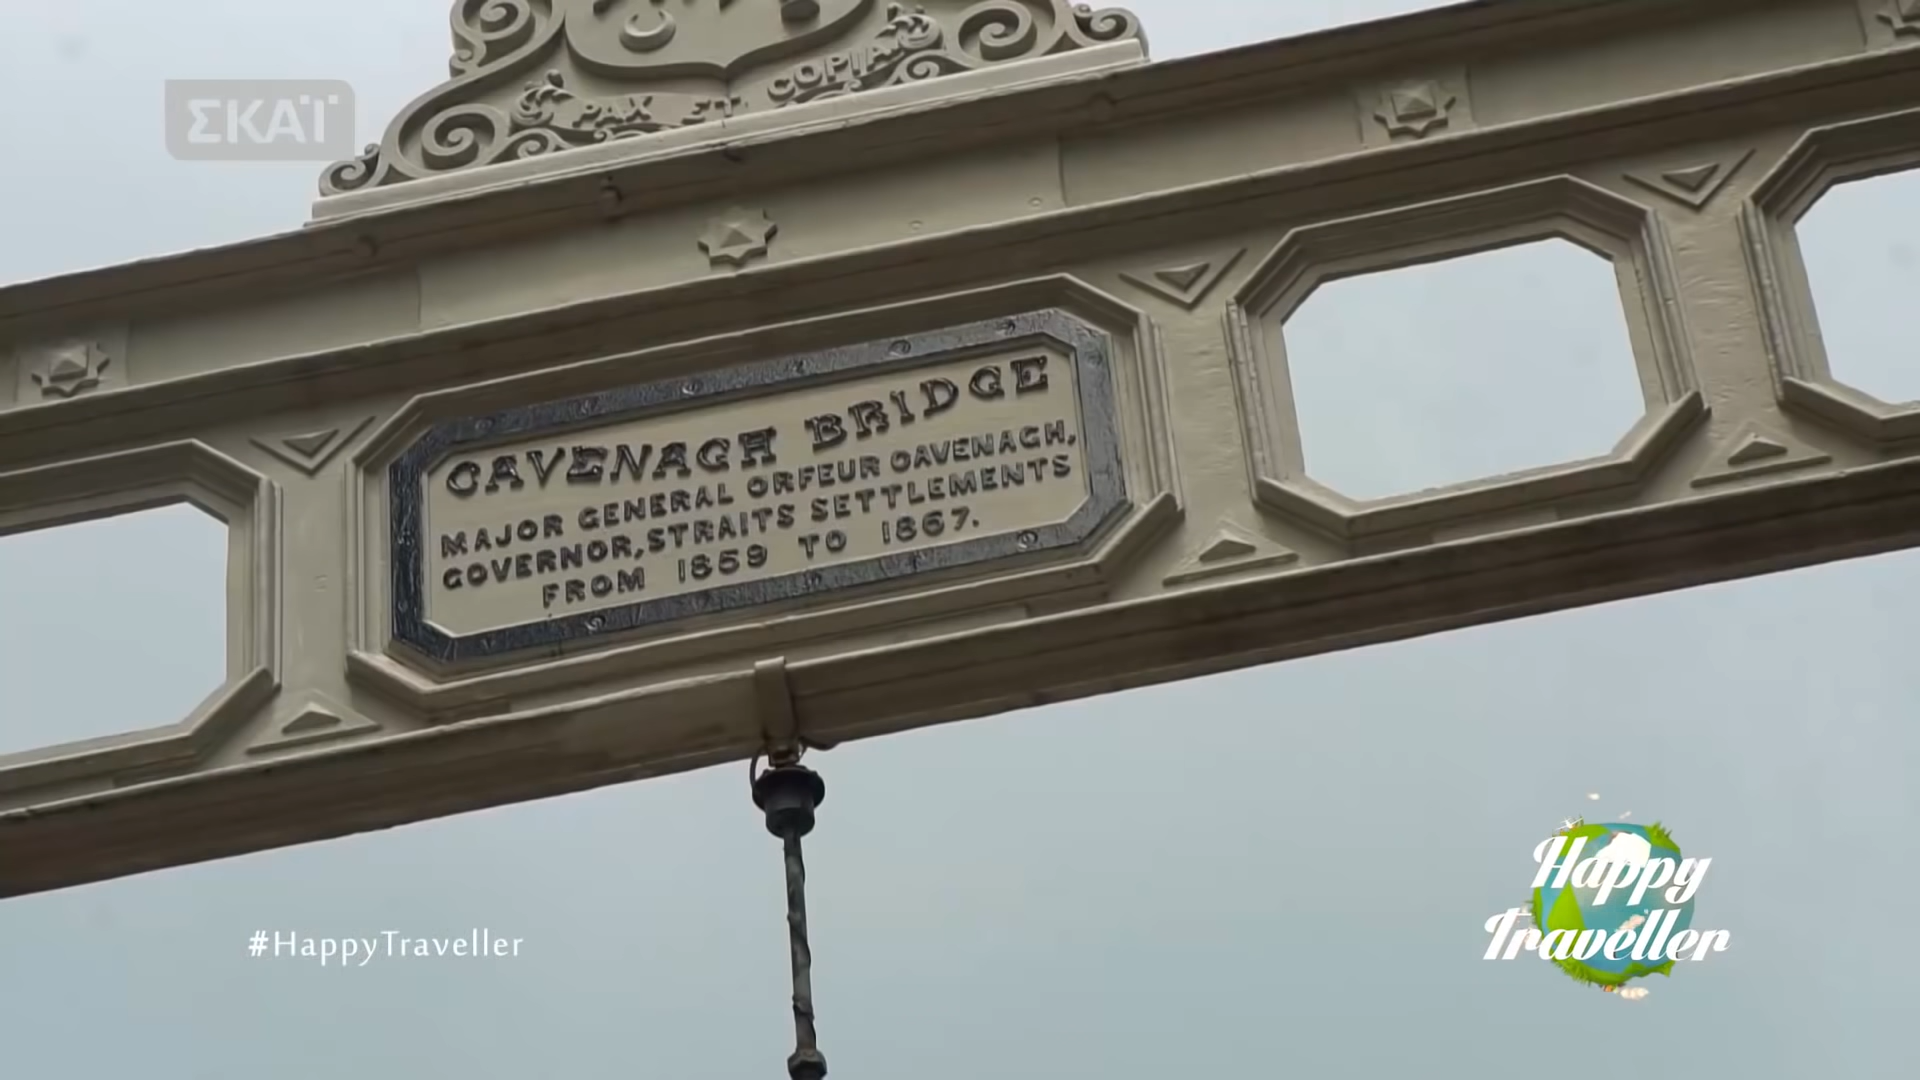 ΣΚΑΪ
PAX ET COPIA
CAVENAGH BRIDGE
MAJOR GENERAL ORFEUR CAVENAGH,
GOVERNOR, STRAITS SETTLEMENTS
FROM 1859 TO 1867.
#HappyTraveller
Happy
Traveller